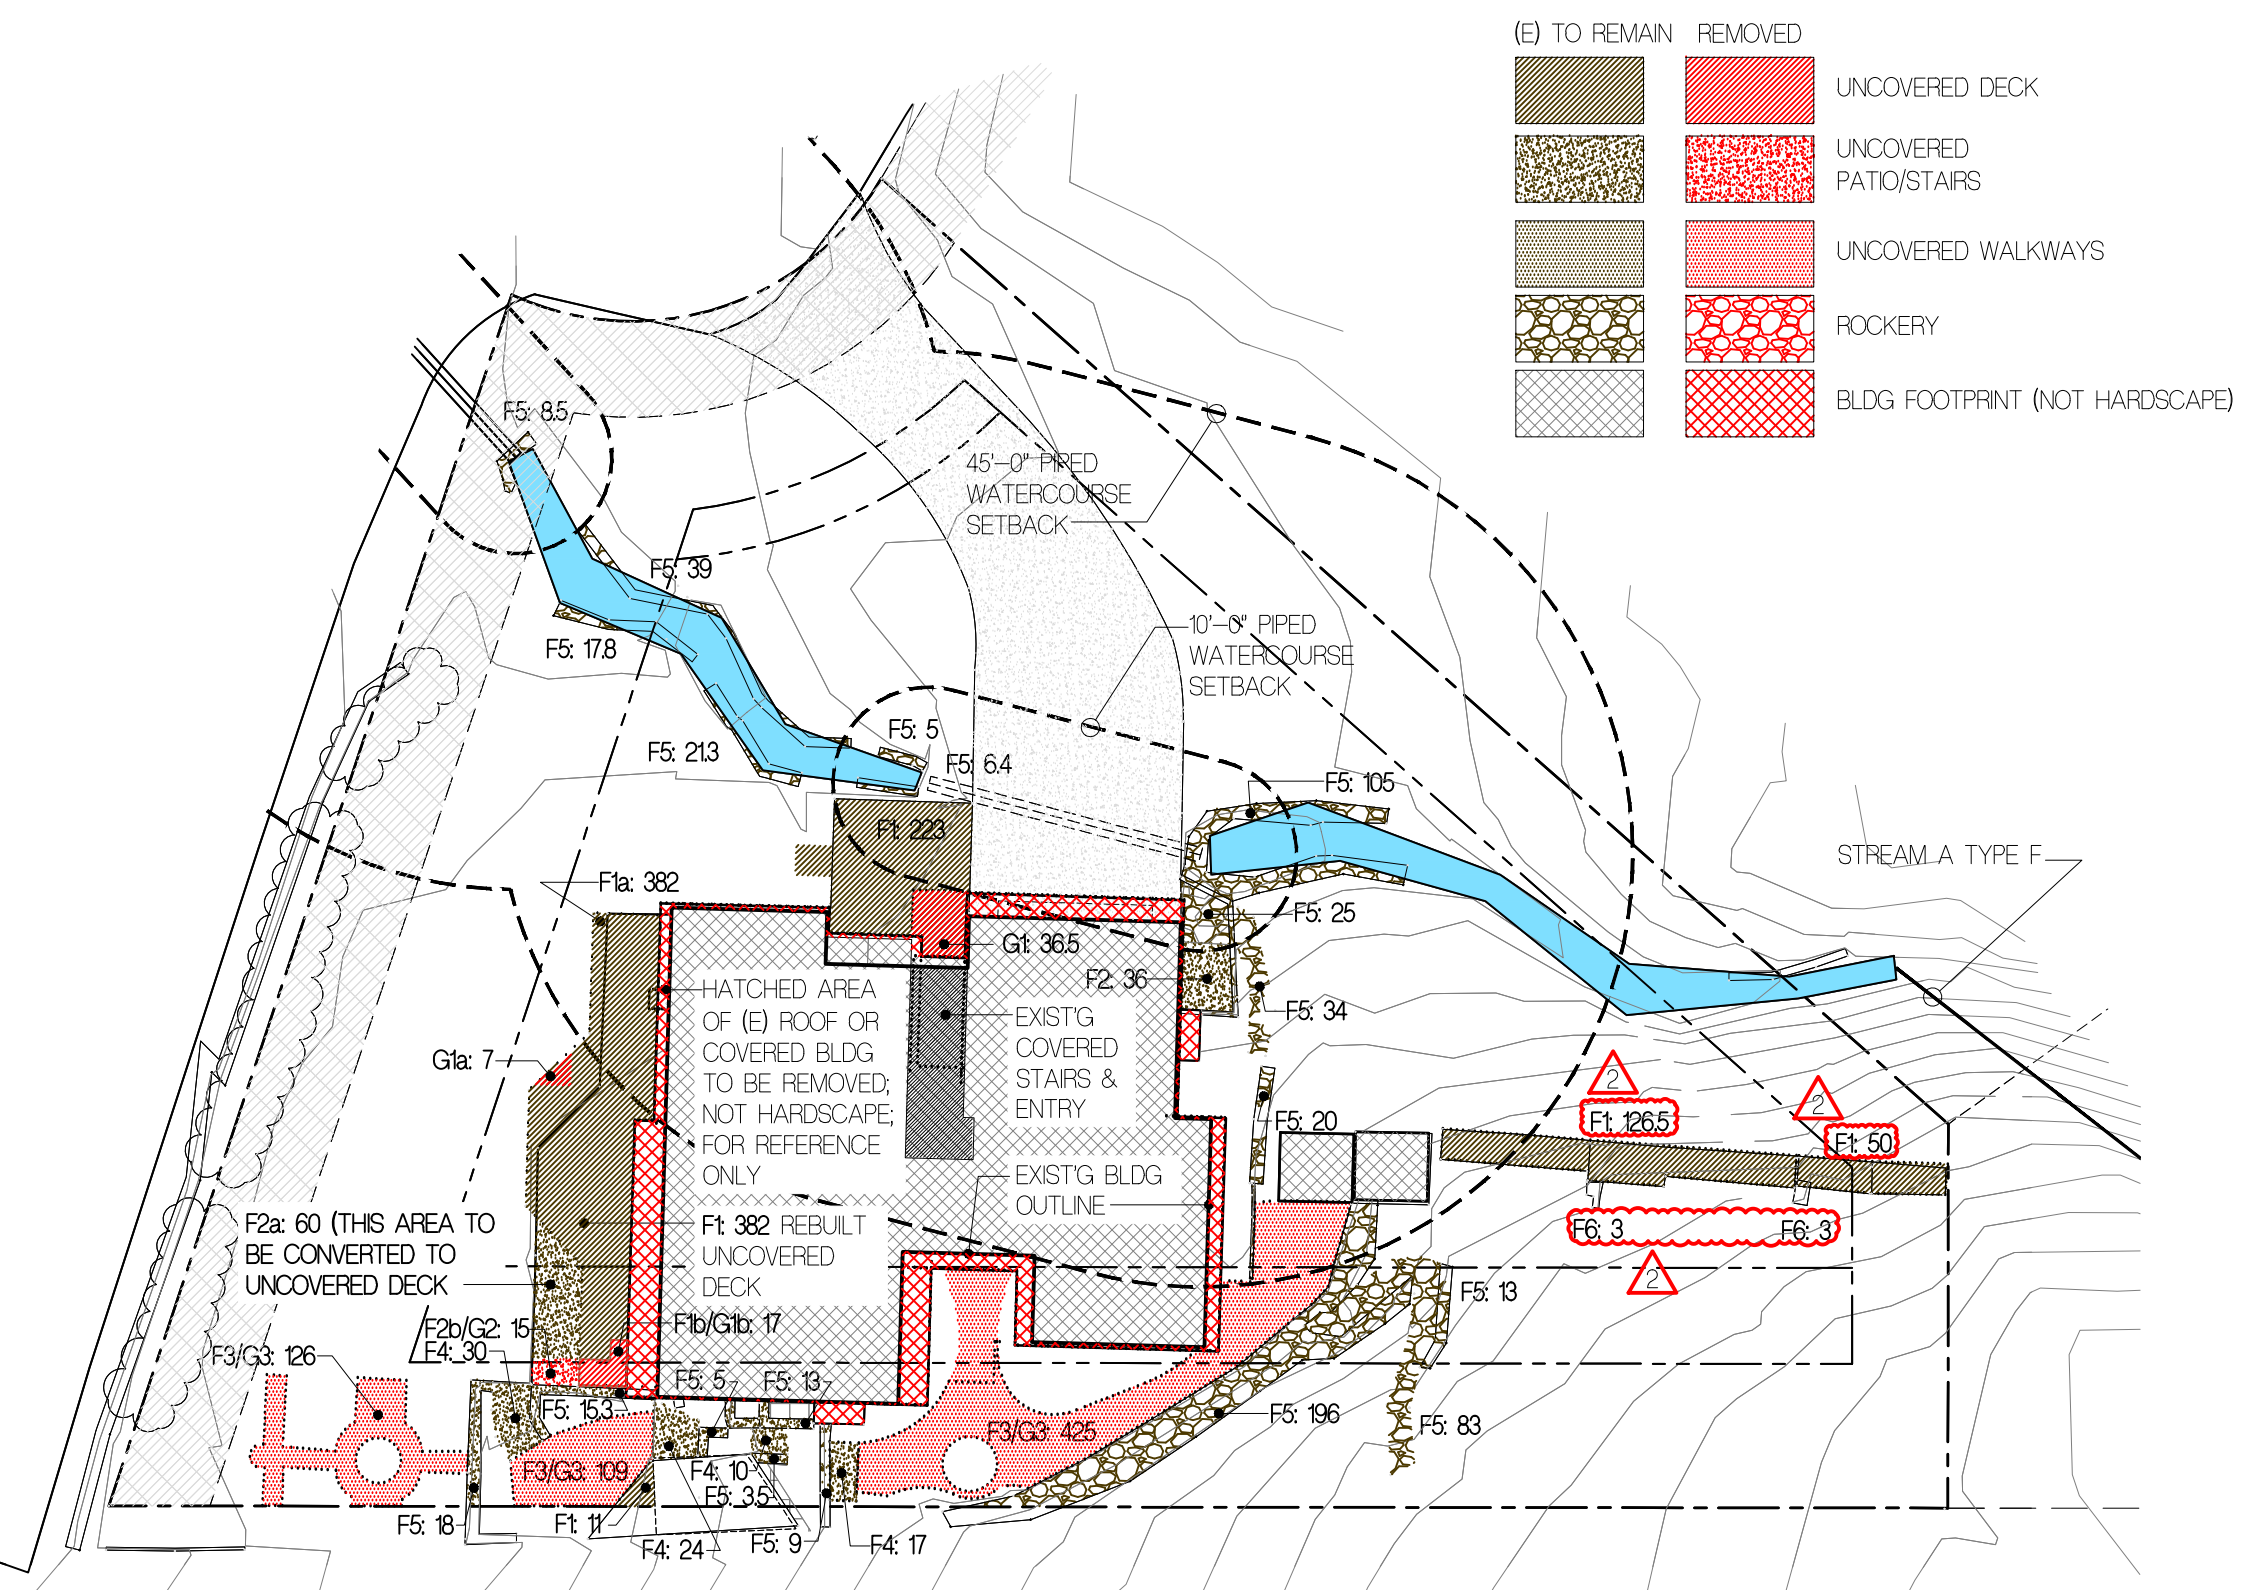 (E) TO REMAIN REMOVED
UNCOVERED DECK
UNCOVERED
PATIO/STAIRS
UNCOVERED WALKWAYS
ROCKERY
BLDG FOOTPRINT (NOT HARDSCAPE)
F5: 8.5
45'-0" PIPED
WATERCOURSE
SETBACK
F5: 39
10'-0" PIPED
WATERCOURSE
SETBACK
F5: 17.8
F5: 5
F5: 21.3
F5: 6.4
F5: 105
F1: 223
STREAM A TYPE F
F1a: 382
F5: 25
G1: 36.5
F2: 36
HATCHED AREA
OF (E) ROOF OR
COVERED BLDG
TO BE REMOVED;
NOT HARDSCAPE;
FOR REFERENCE
ONLY
EXIST'G
COVERED
STAIRS &
ENTRY
F5: 34
G1a: 7
2
2
F1: 126.5
F5: 20
F1: 50
EXIST'G BLDG
OUTLINE
F2a: 60 (THIS AREA TO
BE CONVERTED TO
UNCOVERED DECK
F1: 382 REBUILT
UNCOVERED
DECK
F6: 3
F6: 3
2
F5: 13
F2b/G2: 15
F1b/G1b: 17
F4: 30
F3/G3: 126
F5: 5
F5: 13
F5: 15.3
F5: 196
F5: 83
F3/G3: 425
F3/G3: 109
F4: 10
F5: 3.5
F5: 18
F1: 11
F4: 24
F5: 9
F4: 17